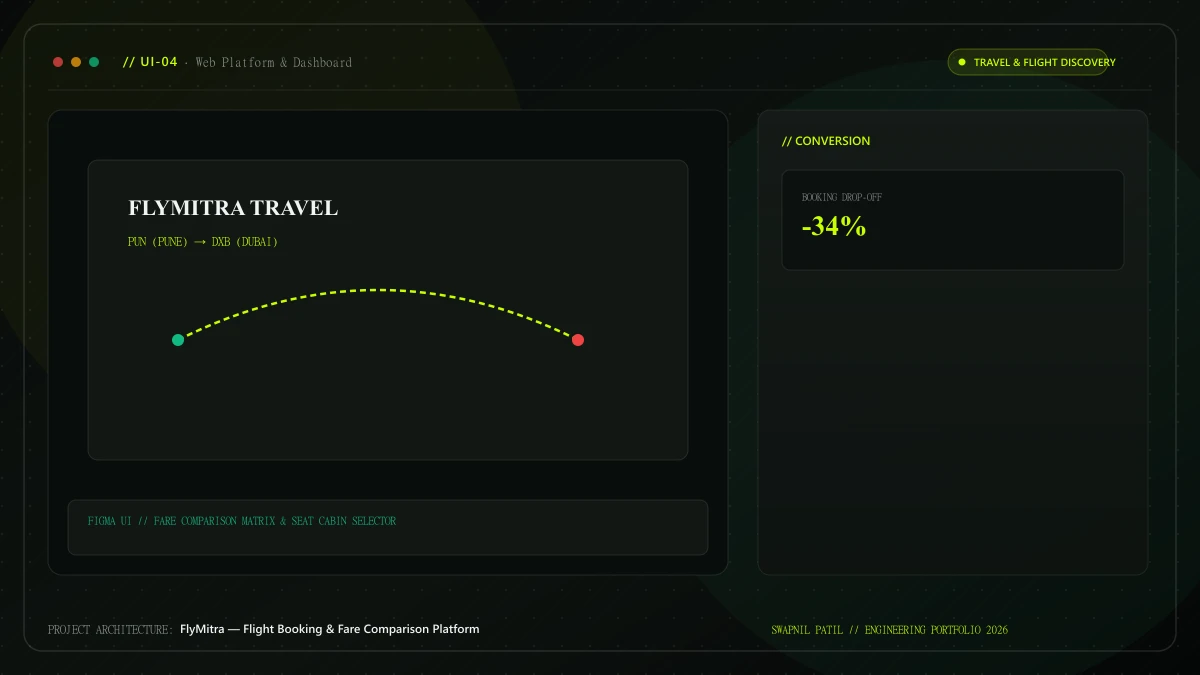 // UI-04 · Web Platform & Dashboard
TRAVEL & FLIGHT DISCOVERY
FLYMITRA TRAVEL
PUN (PUNE) → DXB (DUBAI)
FIGMA UI // FARE COMPARISON MATRIX & SEAT CABIN SELECTOR
// CONVERSION
BOOKING DROP-OFF
-34%
PROJECT ARCHITECTURE: FlyMitra — Flight Booking & Fare Comparison Platform
SWAPNIL PATIL // ENGINEERING PORTFOLIO 2026